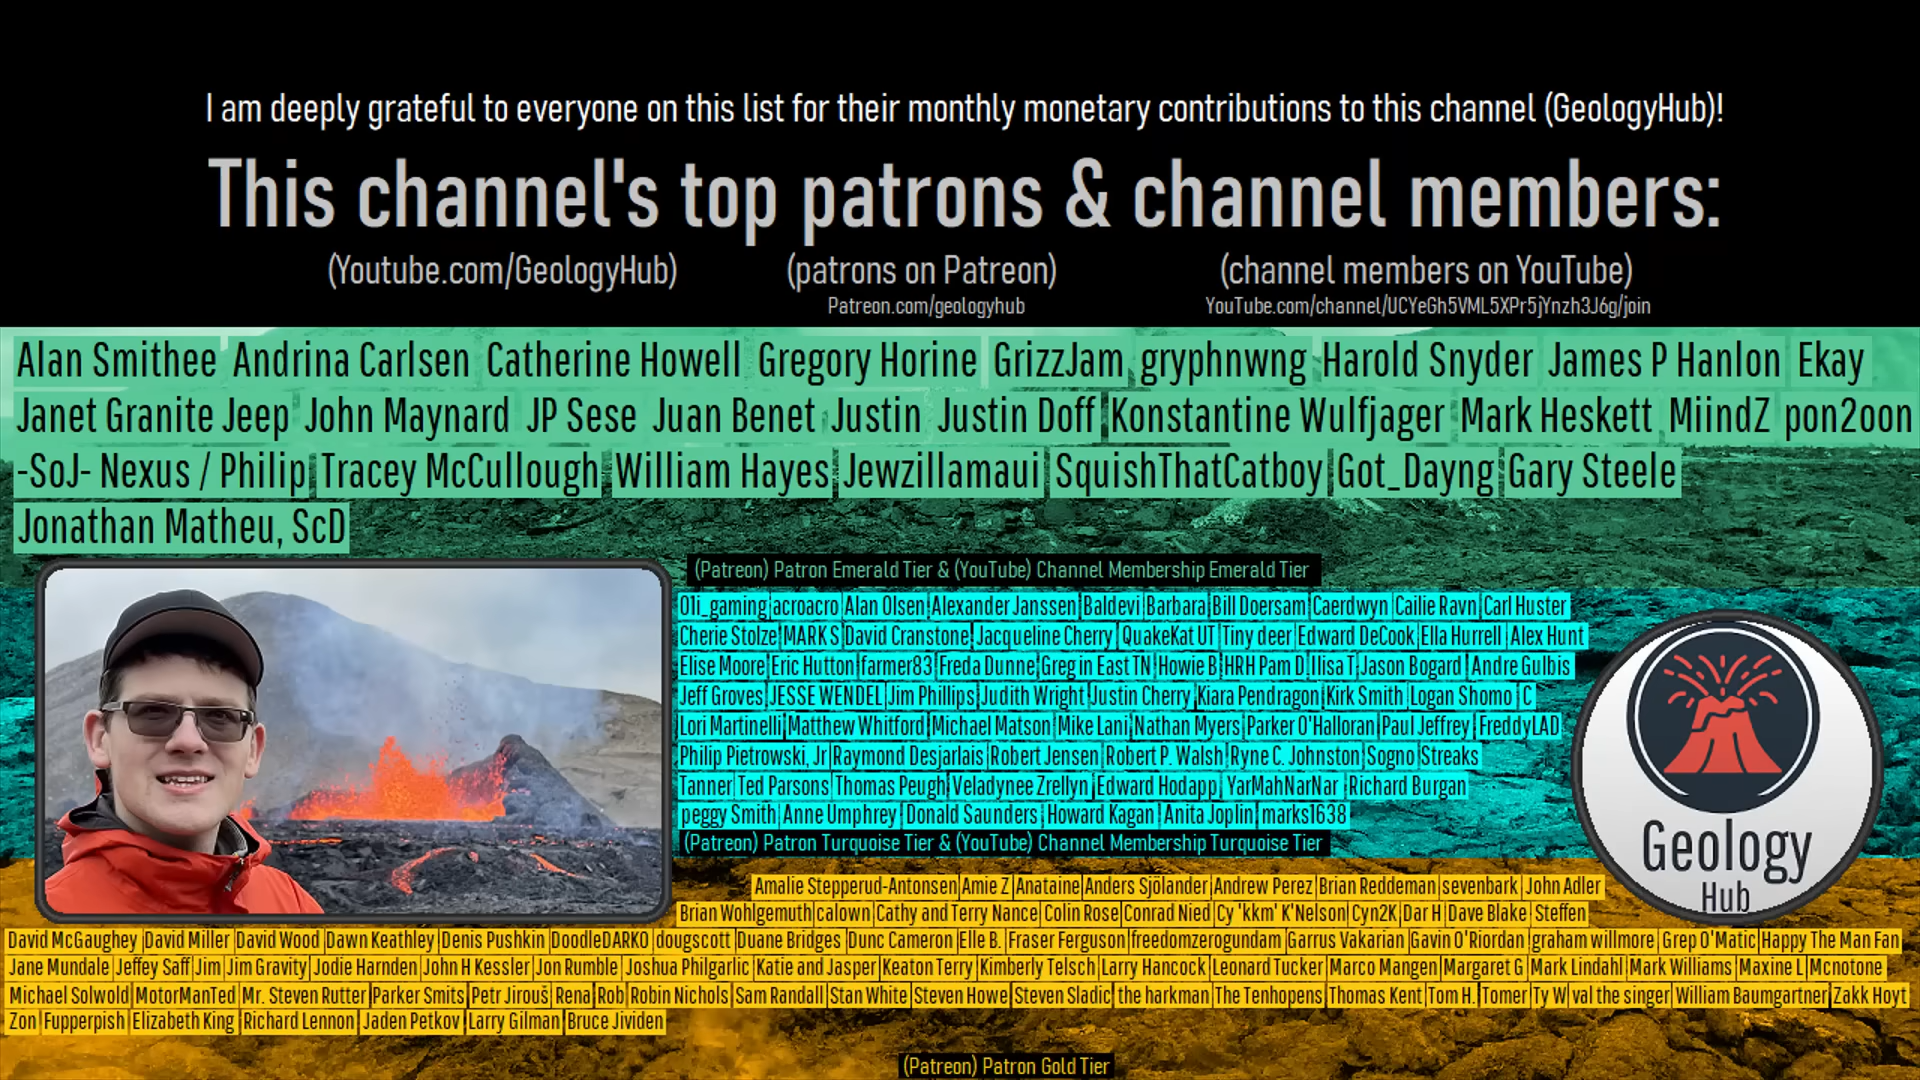 I am deeply grateful to everyone on this list for their monthly monetary contributions to this channel (GeologyHub)!
This channel's top patrons & channel members:
(Youtube.com/GeologyHub) (patrons on Patreon) (channel members on YouTube)
Patreon.com/geologyhub YouTube.com/channel/UCYeGh5VML5XPr5jYnzh3J6g/join
Alan Smithee Andrina Carlsen Catherine Howell Gregory Horine GrizzJam gryphnwng Harold Snyder James P Hanlon Ekay
Janet Granite Jeep John Maynard JP Sese Juan Benet Justin Justin Doff Konstantine Wulfjager Mark Heskett MiindZ pon2oon
-SoJ- Nexus / Philip Tracey McCullough William Hayes Jewzillamaui SquishThatCatboy Got_Dayng Gary Steele
Jonathan Matheu, ScD
(Patreon) Patron Emerald Tier & (YouTube) Channel Membership Emerald Tier
01i_gaming acroacro Alan Olsen Alexander Janssen Baldevi Barbara Bill Doersam Caerdwyn Cailie Ravn Carl Huster
Cherie Stolze MARK S David Cranstone Jacqueline Cherry QuakeKat UT Tiny deer Edward DeCook Ella Hurrell Alex Hunt
Elise Moore Eric Hutton farmer83 Freda Dunne Greg in East TN Howie B HRH Pam D Ilisa T Jason Bogard Andre Gulbis
Jeff Groves JESSE WENDEL Jim Phillips Judith Wright Justin Cherry Kiara Pendragon Kirk Smith Logan Shomo C
Lori Martinelli Matthew Whitford Michael Matson Mike Lani Nathan Myers Parker O'Halloran Paul Jeffrey FreddyLAD
Philip Pietrowski, Jr Raymond Desjarlais Robert Jensen Robert P. Walsh Ryne C. Johnston Sogno Streaks
Tanner Ted Parsons Thomas Peugh Veladynee Zrellyn Edward Hodapp YarMahNarNar Richard Burgan
peggy Smith Anne Umphrey Donald Saunders Howard Kagan Anita Joplin marks1638
(Patreon) Patron Turquoise Tier & (YouTube) Channel Membership Turquoise Tier
Geology
Hub
Amalie Stepperud-Antonsen Amie Z Anataine Anders Sjölander Andrew Perez Brian Reddeman sevenbark John Adler
Brian Wohlgemuth calown Cathy and Terry Nance Colin Rose Conrad Nied Cy 'kkm' K'Nelson Cyn2K Dar H Dave Blake Steffen
David McGaughey David Miller David Wood Dawn Keathley Denis Pushkin DoodleDARKO dougscott Duane Bridges Dunc Cameron Elle B. Fraser Ferguson freedomzerogundam Garrus Vakarian Gavin O'Riordan graham willmore Grep O'Matic Happy The Man Fan
Jane Mundale Jeffey Saff Jim Jim Gravity Jodie Harnden John H Kessler Jon Rumble Joshua Philgarlic Katie and Jasper Keaton Terry Kimberly Telsch Larry Hancock Leonard Tucker Marco Mangen Margaret G Mark Lindahl Mark Williams Maxine L Mcnotone
Michael Solwold MotorManTed Mr. Steven Rutter Parker Smits Petr Jirouš Rena Rob Robin Nichols Sam Randall Stan White Steven Howe Steven Sladic the harkman The Tenhopens Thomas Kent Tom H. Tomer Ty W val the singer William Baumgartner Zakk Hoyt
Zon Fupperpish Elizabeth King Richard Lennon Jaden Petkov Larry Gilman Bruce Jividen
(Patreon) Patron Gold Tier